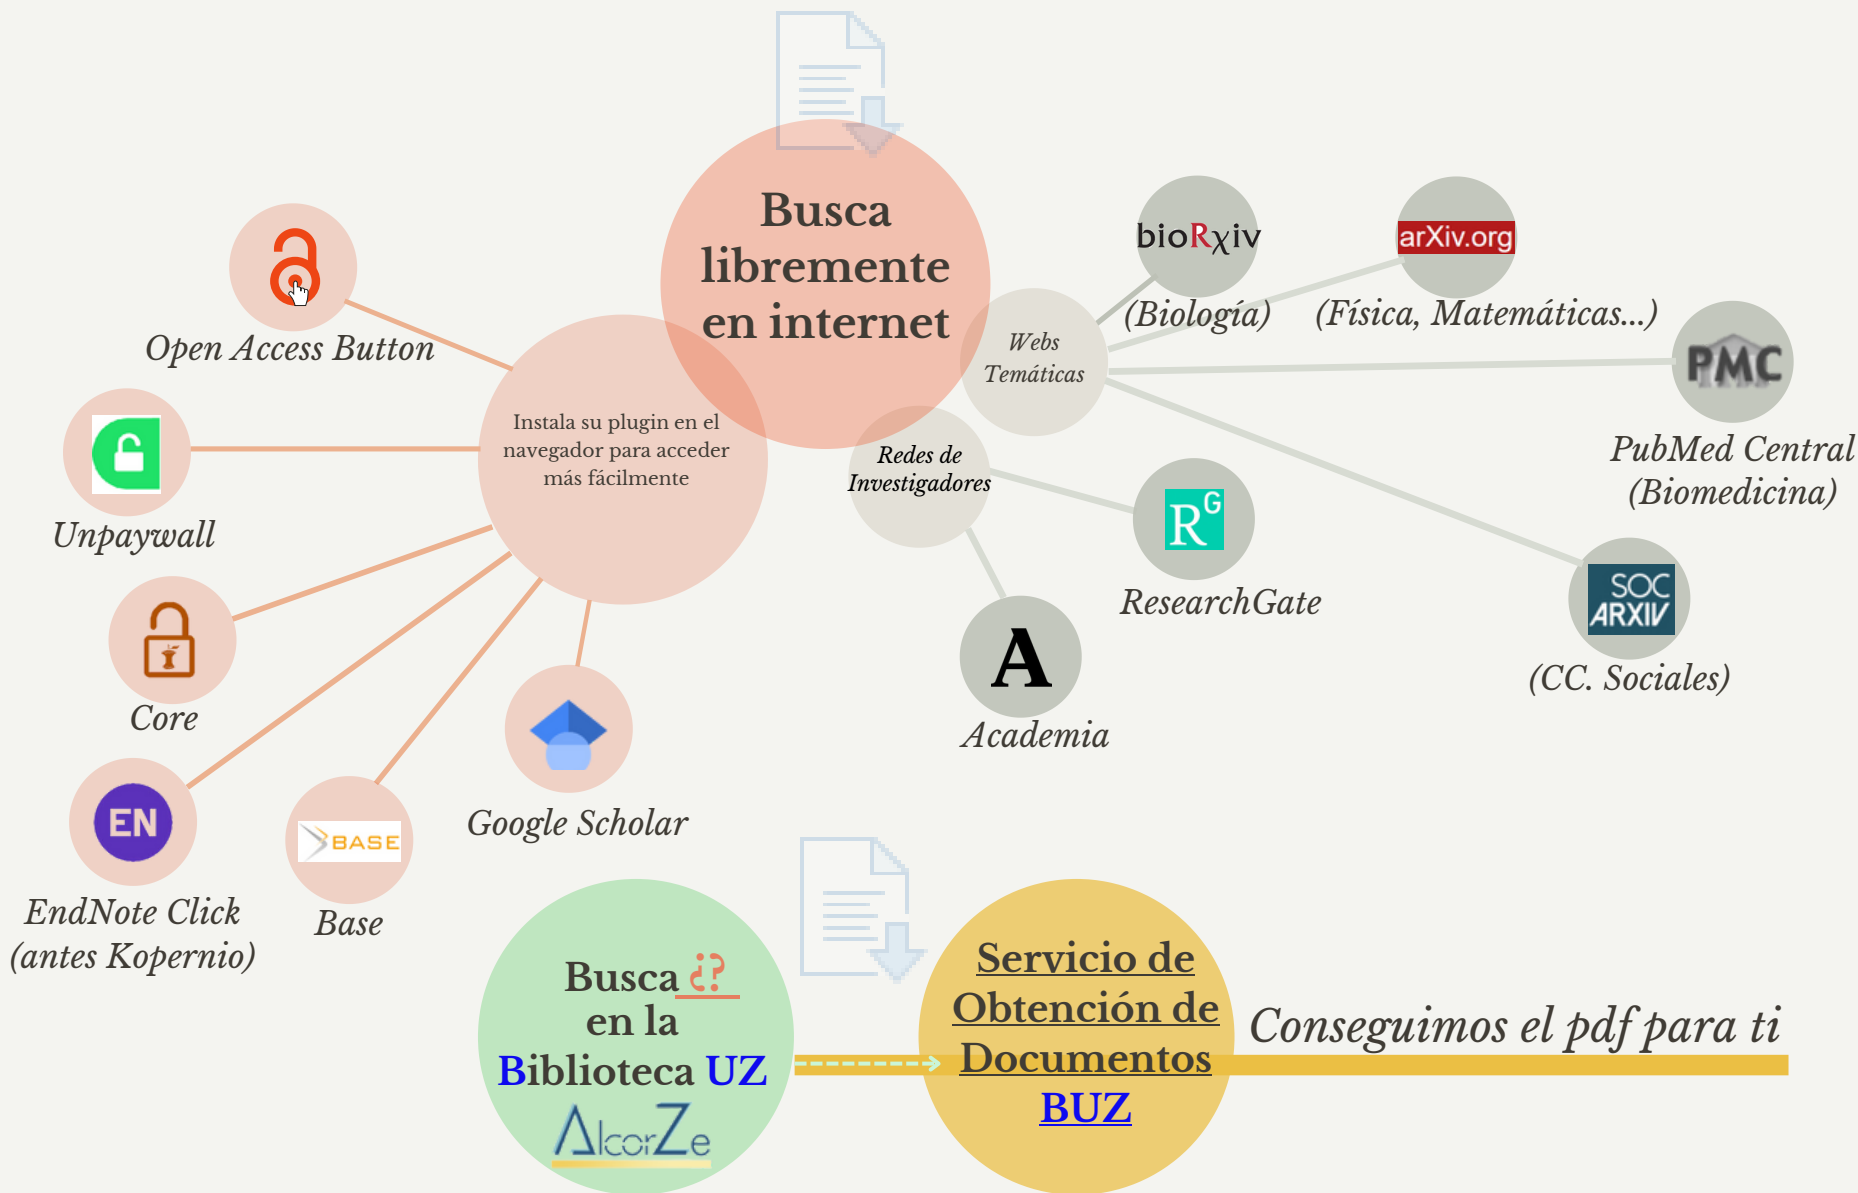 Busca
libremente
en internet
Open Access Button
Unpaywall
Core
EN
EndNote Click
(antes Kopernio)
BASE
Base
Google Scholar
Instala su plugin en el
navegador para acceder
más fácilmente
Webs
Temáticas
bioRχiv
(Biología)
arXiv.org
(Física, Matemáticas...)
PMC
PubMed Central
(Biomedicina)
SOC
ARXIV
(CC. Sociales)
Redes de
Investigadores
RG
ResearchGate
A
Academia
Busca ¿?
en la
Biblioteca UZ
AlcorZe
Servicio de
Obtención de
Documentos
BUZ
Conseguimos el pdf para ti